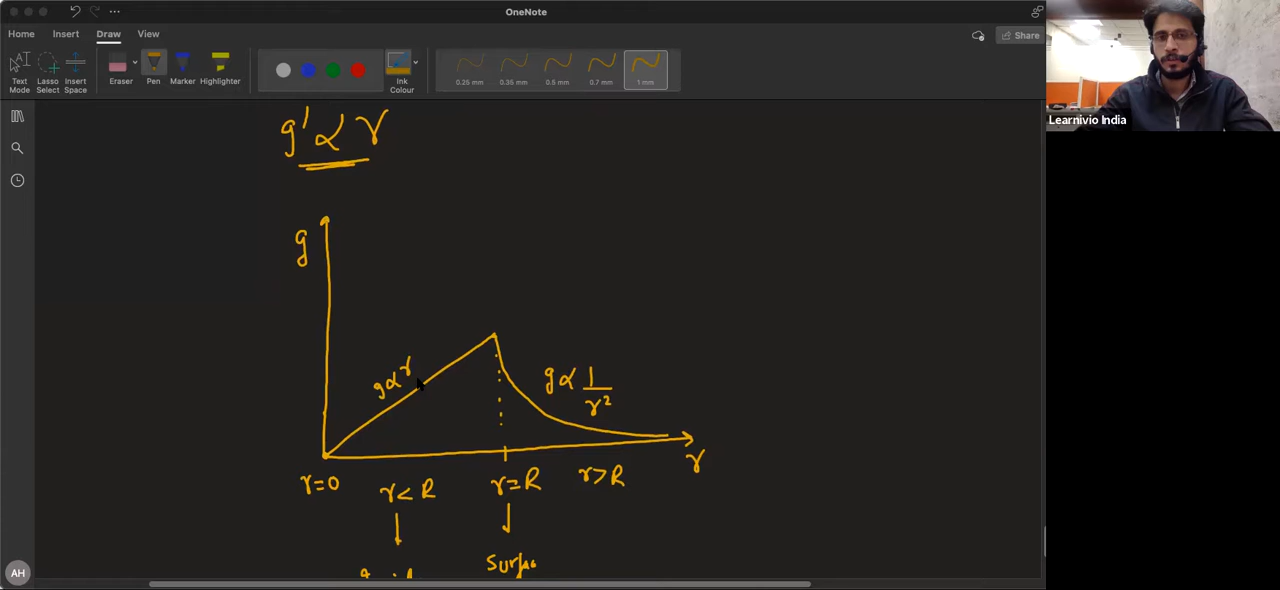 OneNote
Home Insert Draw View
Share
Text Mode
Lasso Select
Insert Space
Eraser
Pen
Marker
Highlighter
Ink Colour
0.25 mm
0.35 mm
0.5 mm
0.7 mm
1 mm
Learnivio India
g' ∝ r
g
g ∝ r
g ∝ 1/r²
r
r=0
r < R
r = R
r > R
AH